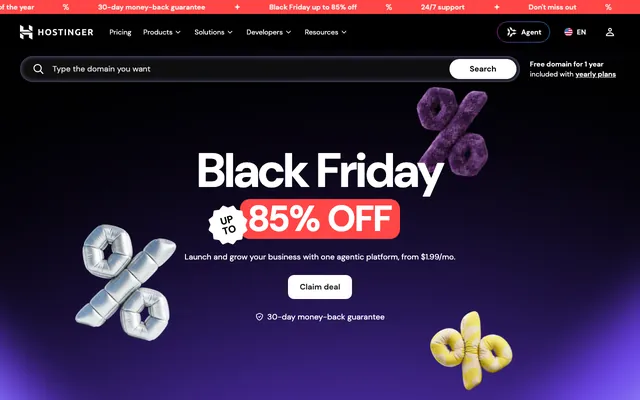 of the year % 30-day money-back guarantee + Black Friday up to 85% off % 24/7 support + Don't miss out %
HOSTINGER Pricing Products Solutions Developers Resources Agent EN
Type the domain you want Search
Free domain for 1 year
included with yearly plans
Black Friday
UP TO 85% OFF
Launch and grow your business with one agentic platform, from $1.99/mo.
Claim deal
30-day money-back guarantee